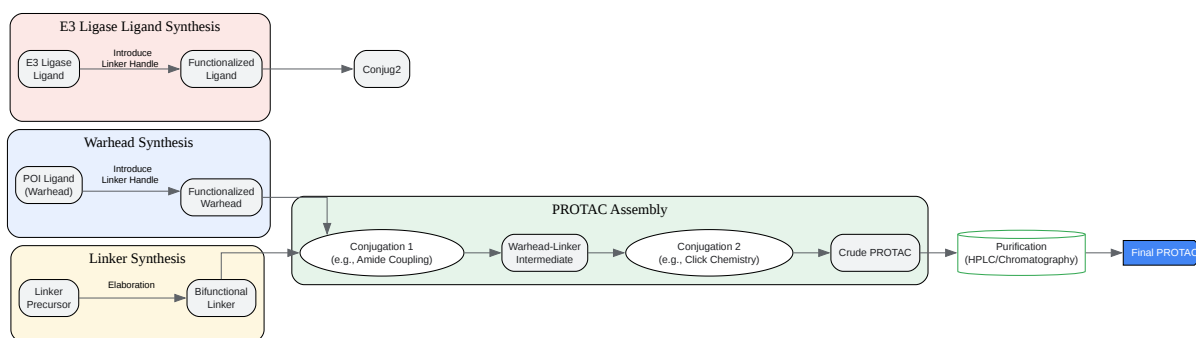 E3 Ligase Ligand Synthesis
E3 Ligase
Ligand
Introduce
Linker Handle
Functionalized
Ligand
Conjug2
Warhead Synthesis
POI Ligand
(Warhead)
Introduce
Linker Handle
Functionalized
Warhead
PROTAC Assembly
Conjugation 1
(e.g., Amide Coupling)
Warhead-Linker
Intermediate
Conjugation 2
(e.g., Click Chemistry)
Crude PROTAC
Purification
(HPLC/Chromatography)
Final PROTAC
Linker Synthesis
Linker
Precursor
Elaboration
Bifunctional
Linker